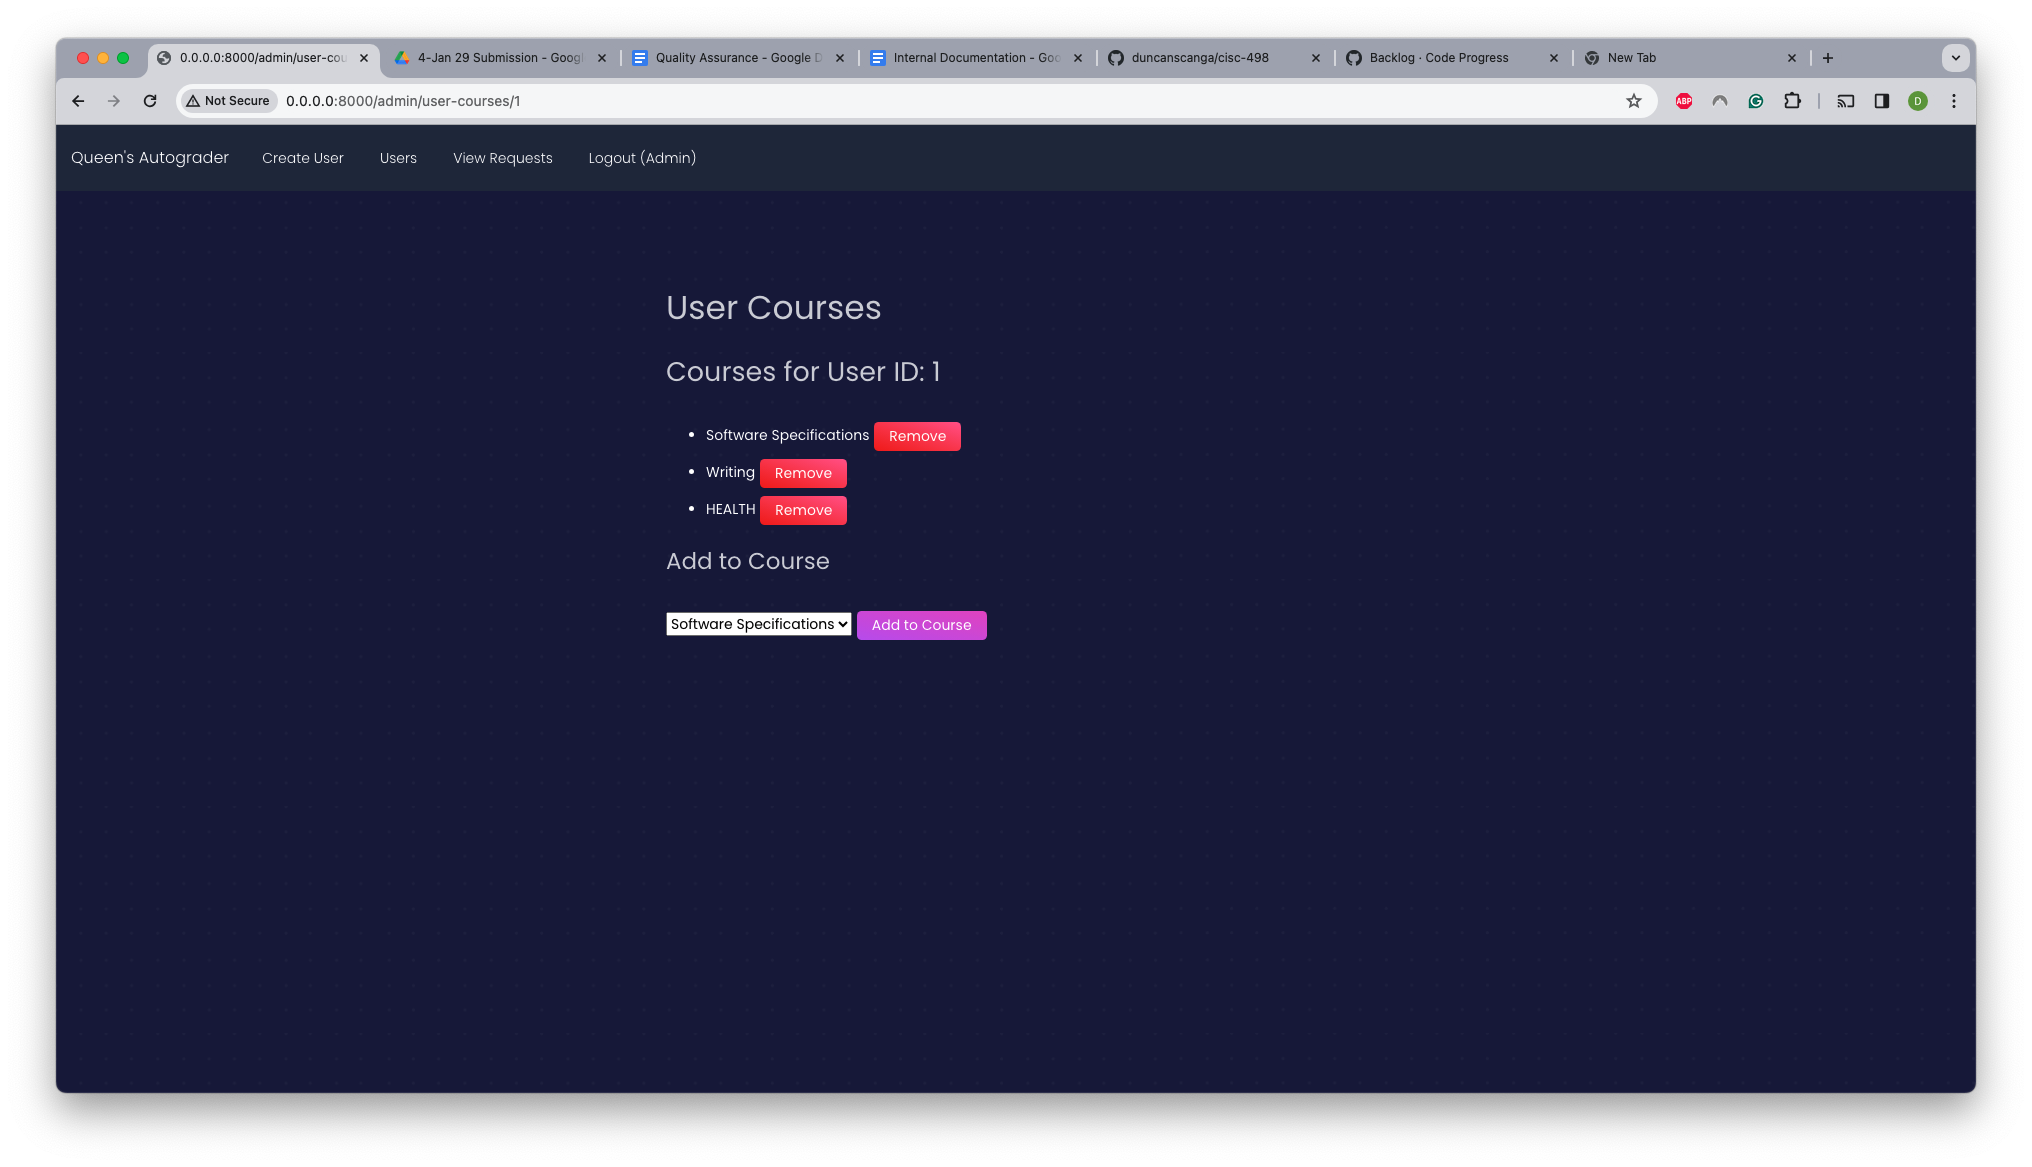 0.0.0.0:8000/admin/user-cou
4-Jan 29 Submission - Googl
Quality Assurance - Google D
Internal Documentation - Goo
duncanscanga/cisc-498
Backlog · Code Progress
New Tab
Not Secure
0.0.0.0:8000/admin/user-courses/1
ABP
D
Queen's Autograder
Create User
Users
View Requests
Logout (Admin)
User Courses
Courses for User ID: 1
Software Specifications Remove
Writing Remove
HEALTH Remove
Add to Course
Software Specifications Add to Course